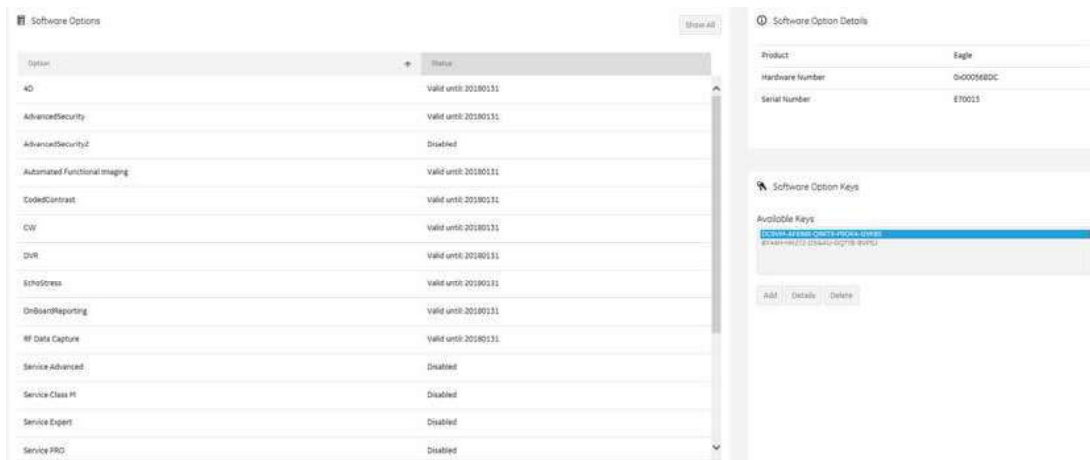 Software Options
Show All
Option Status
4D Valid until: 20180131
AdvancedSecurity Valid until: 20180131
AdvancedSecurity2 Disabled
Automated Functional Imaging Valid until: 20180131
CodedContrast Valid until: 20180131
CW Valid until: 20180131
DVR Valid until: 20180131
EchoStress Valid until: 20180131
OnBoardReporting Valid until: 20180131
RF Data Capture Valid until: 20180131
Service Advanced Disabled
Service Class M Disabled
Service Expert Disabled
Service PRO Disabled
Software Option Details
Product Eagle
Hardware Number
Serial Number E70015
Software Option Keys
Available Keys
Add Details Delete